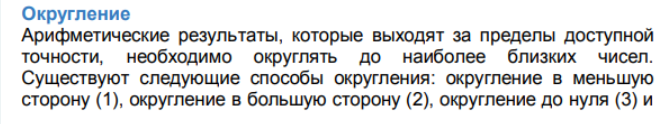 Округление
Арифметические результаты, которые выходят за пределы доступной
точности, необходимо округлять до наиболее близких чисел.
Существуют следующие способы округления: округление в меньшую
сторону (1), округление в большую сторону (2), округление до нуля (3) и